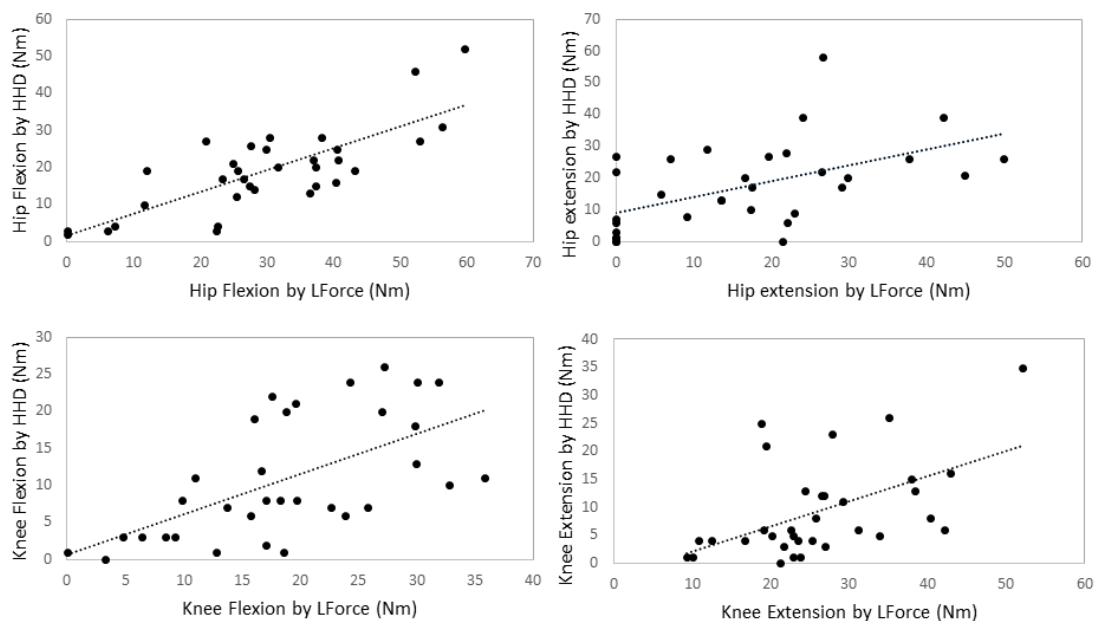 Hip Flexion by HHD (Nm)
60
50
40
30
20
10
0
0 10 20 30 40 50 60 70
Hip Flexion by LForce (Nm)
Hip extension by HHD (Nm)
70
60
50
40
30
20
10
0
0 10 20 30 40 50 60
Hip extension by LForce (Nm)
Knee Flexion by HHD (Nm)
30
25
20
15
10
5
0
0 5 10 15 20 25 30 35 40
Knee Flexion by LForce (Nm)
Knee Extension by HHD (Nm)
40
35
30
25
20
15
10
5
0
0 10 20 30 40 50 60
Knee Extension by LForce (Nm)